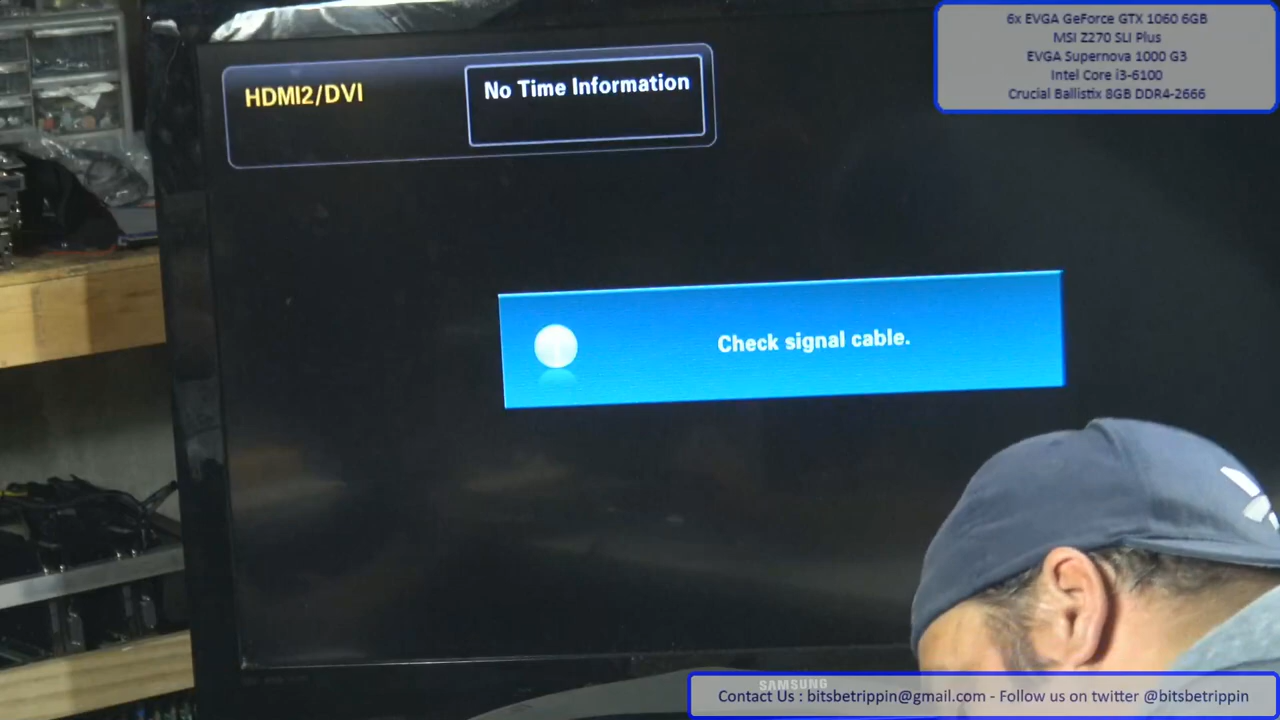 6x EVGA GeForce GTX 1060 6GB
MSI Z270 SLI Plus
EVGA Supernova 1000 G3
Intel Core i3-6100
Crucial Ballistix 8GB DDR4-2666
HDMI2/DVI
No Time Information
Check signal cable.
SAMSUNG
Contact Us : bitsbetrippin@gmail.com - Follow us on twitter @bitsbetrippin